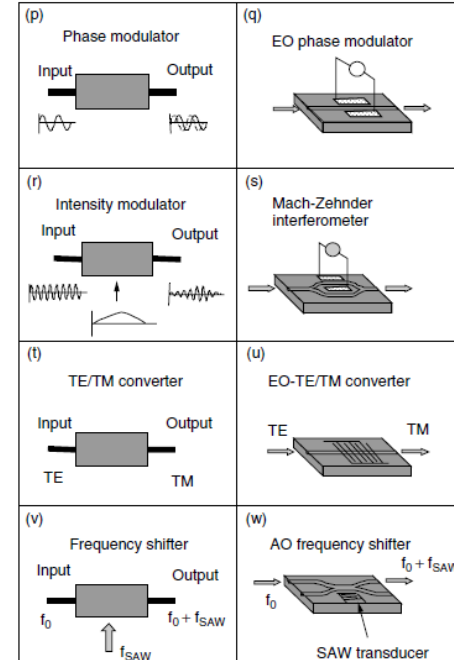 (p)
Phase modulator
Input
Output
(q)
EO phase modulator
(r)
Intensity modulator
Input
Output
(s)
Mach-Zehnder
interferometer
(t)
TE/TM converter
Input
Output
TE
TM
(u)
EO-TE/TM converter
TE
TM
(v)
Frequency shifter
Input
Output
f0
f0 + fSAW
fSAW
(w)
AO frequency shifter
f0 + fSAW
f0
SAW transducer